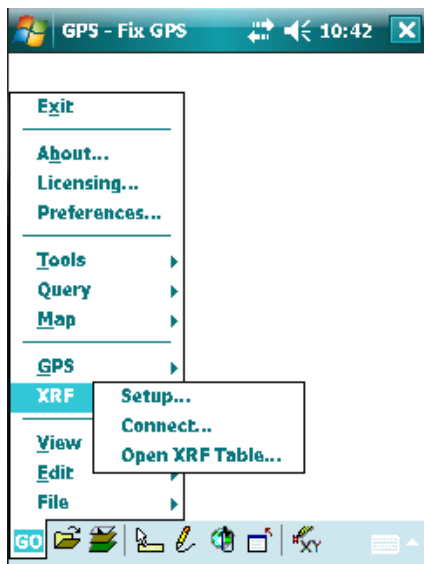 GPS - Fix GPS 10:42
Exit
About...
Licensing...
Preferences...
Tools
Query
Map
GPS
XRF
Setup...
Connect...
Open XRF Table...
View
Edit
File
GO XY